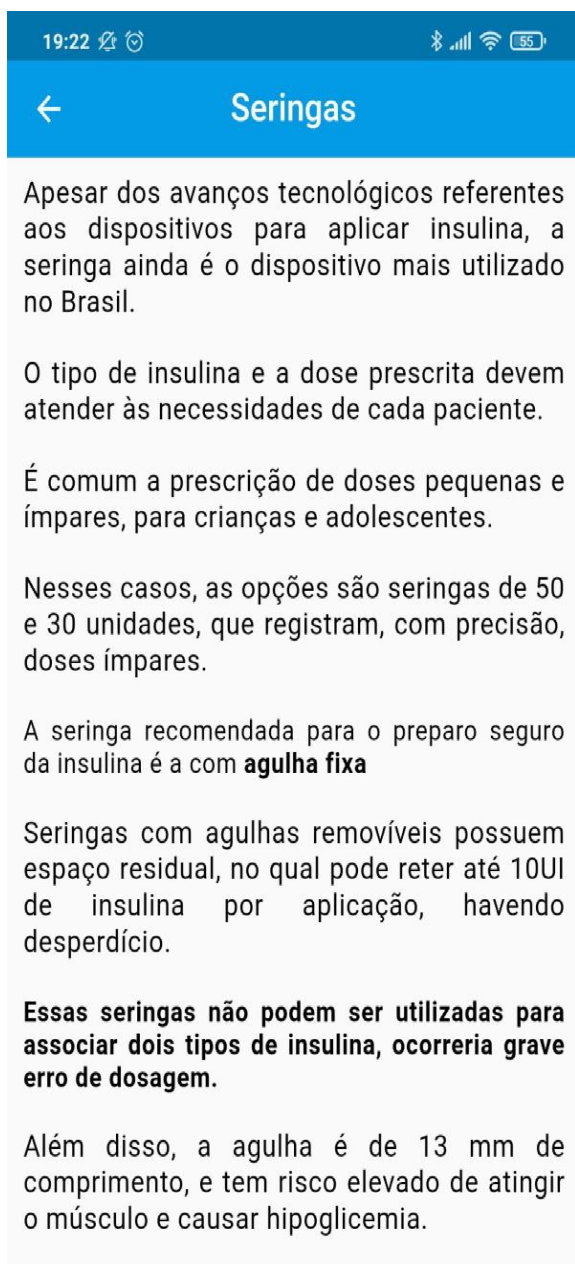 19:22
55
Seringas
Apesar dos avanços tecnológicos referentes
aos dispositivos para aplicar insulina, a
seringa ainda é o dispositivo mais utilizado
no Brasil.
O tipo de insulina e a dose prescrita devem
atender às necessidades de cada paciente.
É comum a prescrição de doses pequenas e
ímpares, para crianças e adolescentes.
Nesses casos, as opções são seringas de 50
e 30 unidades, que registram, com precisão,
doses ímpares.
A seringa recomendada para o preparo seguro
da insulina é a com agulha fixa
Seringas com agulhas removíveis possuem
espaço residual, no qual pode reter até 10UI
de insulina por aplicação, havendo
desperdício.
Essas seringas não podem ser utilizadas para
associar dois tipos de insulina, ocorreria grave
erro de dosagem.
Além disso, a agulha é de 13 mm de
comprimento, e tem risco elevado de atingir
o músculo e causar hipoglicemia.